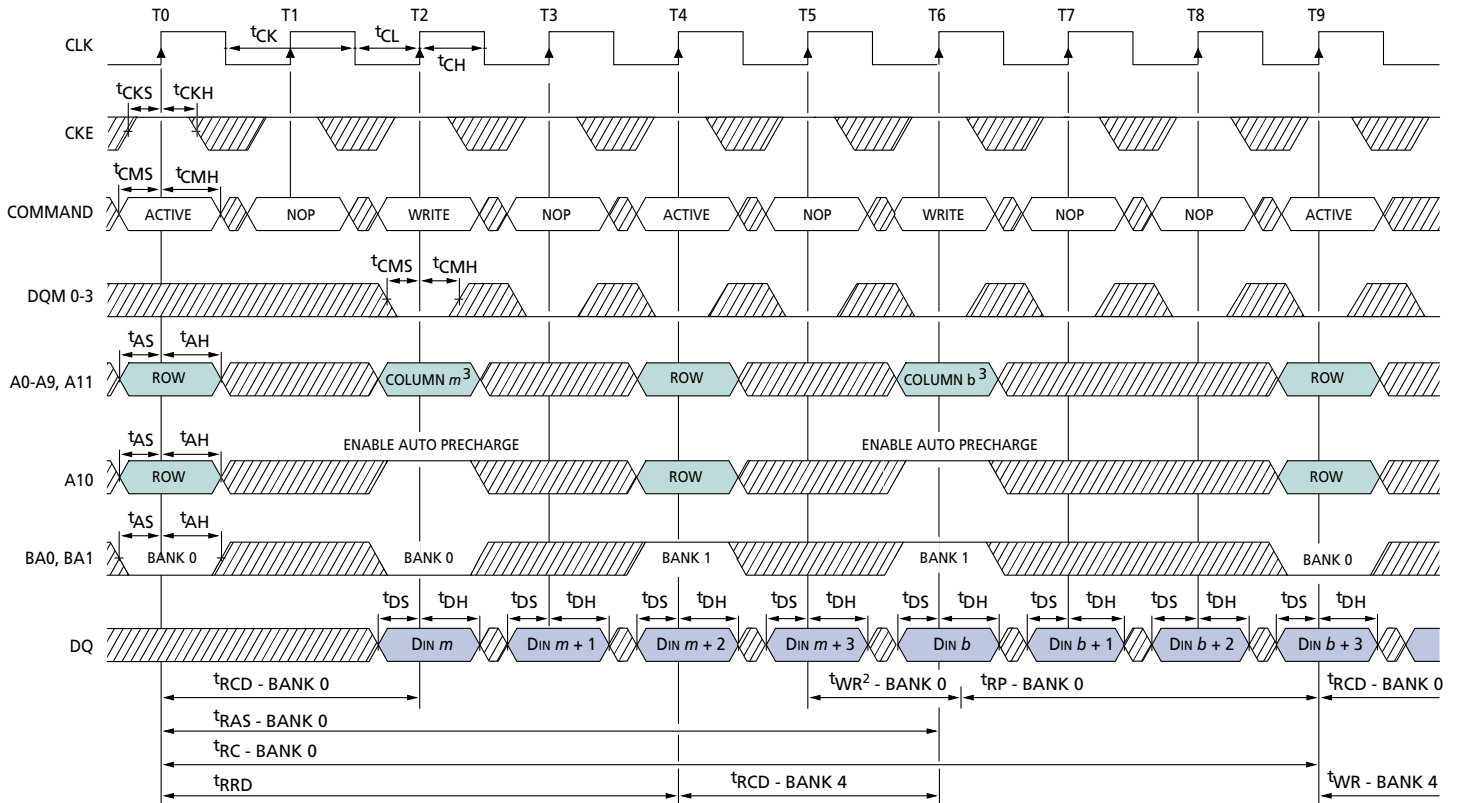 T0 T1 T2 T3 T4 T5 T6 T7 T8 T9
CLK
tCK tCL
tCH
tCKS tCKH
CKE
tCMS tCMH
COMMAND ACTIVE NOP WRITE NOP ACTIVE NOP WRITE NOP NOP ACTIVE
tCMS tCMH
DQM 0-3
tAS tAH
A0-A9, A11 ROW COLUMN m3 ROW COLUMN b 3 ROW
tAS tAH ENABLE AUTO PRECHARGE ENABLE AUTO PRECHARGE
A10 ROW ROW ROW
tAS tAH
BA0, BA1 BANK 0 BANK 0 BANK 1 BANK 1 BANK 0
tDS tDH tDS tDH tDS tDH tDS tDH tDS tDH tDS tDH tDS tDH tDS tDH
DQ DIN m DIN m + 1 DIN m + 2 DIN m + 3 DIN b DIN b + 1 DIN b + 2 DIN b + 3
tRCD - BANK 0 tWR2 - BANK 0 tRP - BANK 0 tRCD - BANK 0
tRAS - BANK 0
tRC - BANK 0
tRRD tRCD - BANK 4 tWR - BANK 4